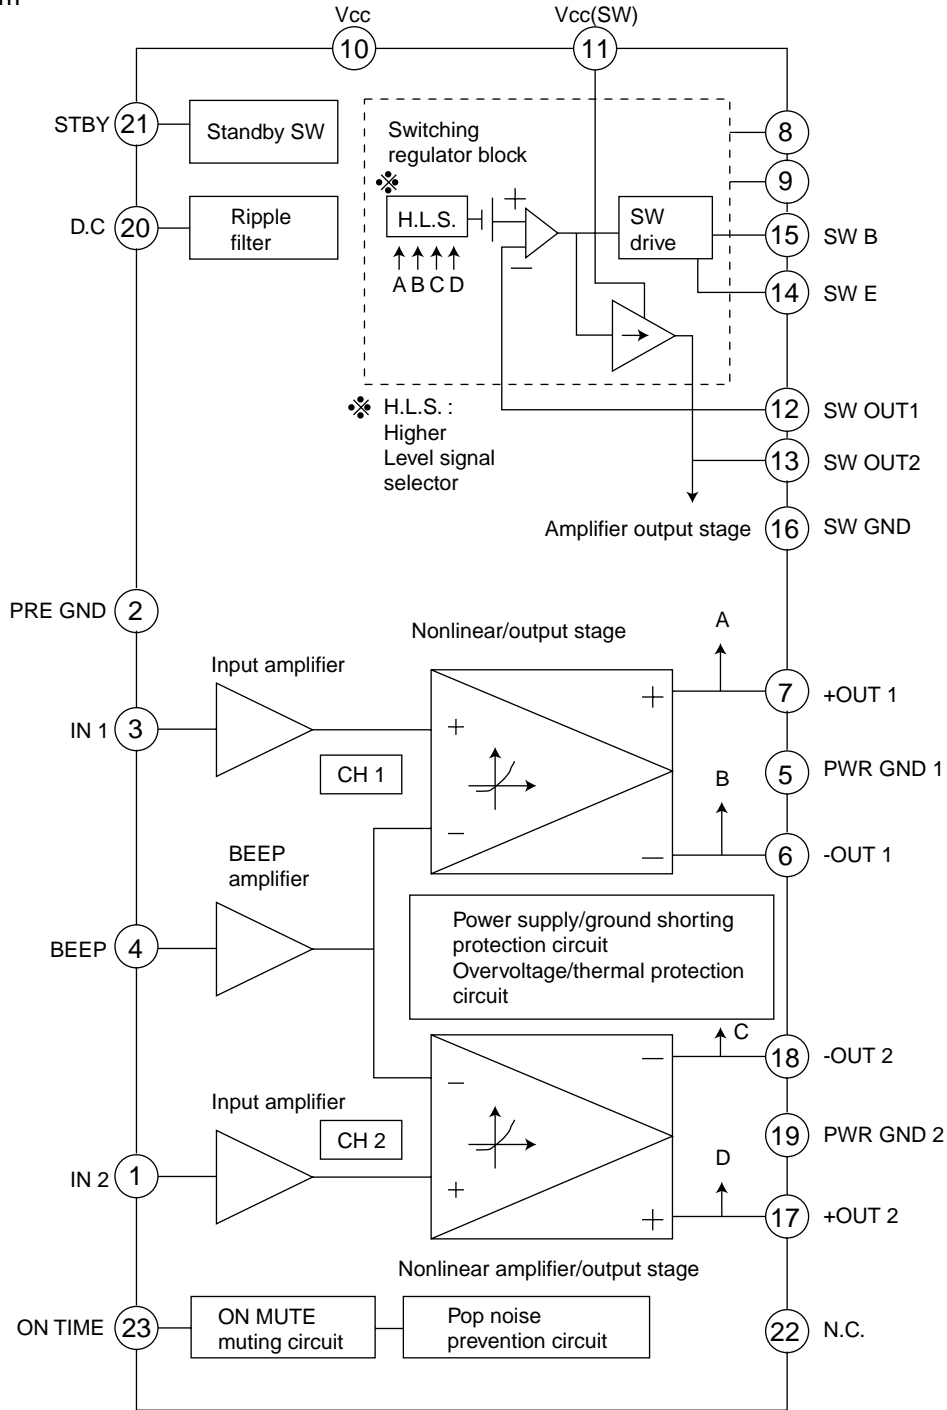 Vcc
10
Vcc(SW)
11
STBY
21
Standby SW
D.C
20
Ripple
filter
Switching
regulator block
※
H.L.S.
+
−
A B C D
SW
drive
8
9
15
SW B
14
SW E
※ H.L.S. :
Higher
Level signal
selector
12
SW OUT1
13
SW OUT2
Amplifier output stage
16
SW GND
PRE GND
2
Nonlinear/output stage
A
Input amplifier
+
7
+OUT 1
IN 1
3
+
CH 1
5
PWR GND 1
B
−
−
6
-OUT 1
BEEP
amplifier
BEEP
4
Power supply/ground shorting
protection circuit
Overvoltage/thermal protection
circuit
C
−
18
-OUT 2
−
Input amplifier
CH 2
19
PWR GND 2
IN 2
1
D
+
+
17
+OUT 2
Nonlinear amplifier/output stage
ON TIME
23
ON MUTE
muting circuit
Pop noise
prevention circuit
22
N.C.